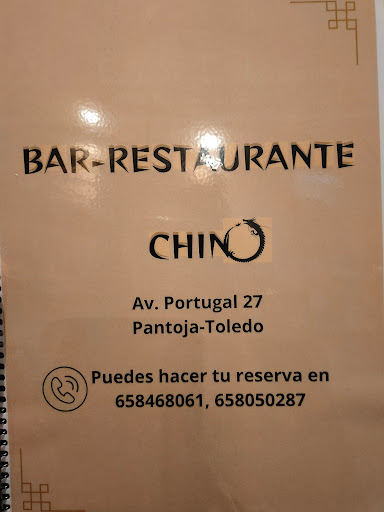 BAR-RESTAURANTE
CHINO
Av. Portugal 27
Pantoja-Toledo
Puedes hacer tu reserva en
658468061, 658050287